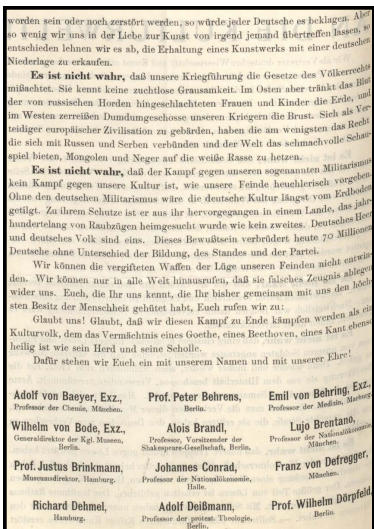 worden sein oder noch zerstört werden, so würde jeder Deutsche es beklagen. Aber
so wenig wir uns in der Liebe zur Kunst von irgend jemand übertreffen lassen, so
entschieden lehnen wir es ab, die Erhaltung eines Kunstwerks mit einer deutschen
Niederlage zu erkaufen.
Es ist nicht wahr, daß unsere Kriegführung die Gesetze des Völkerrechts
mißachtet. Sie kennt keine zuchtlose Grausamkeit. Im Osten aber tränkt das Blut
der von russischen Horden hingeschlachteten Frauen und Kinder die Erde, und
im Westen zerreißen Dumdumgeschosse unseren Kriegern die Brust. Sich als Ver-
teidiger europäischer Zivilisation zu gebärden, haben die am wenigsten das Recht
die sich mit Russen und Serben verbünden und der Welt das schmachvolle Schau-
spiel bieten, Mongolen und Neger auf die weiße Rasse zu hetzen.
Es ist nicht wahr, daß der Kampf gegen unseren sogenannten Militarismus
kein Kampf gegen unsere Kultur ist, wie unsere Feinde heuchlerisch vorgeben.
Ohne den deutschen Militarismus wäre die deutsche Kultur längst vom Erdboden
getilgt. Zu ihrem Schutze ist er aus ihr hervorgegangen in einem Lande, das jahr-
hundertelang von Raubzügen heimgesucht wurde wie kein zweites. Deutsches Heer
und deutsches Volk sind eins. Dieses Bewußtsein verbrüdert heute 70 Millionen
Deutsche ohne Unterschied der Bildung, des Standes und der Partei.
Wir können die vergifteten Waffen der Lüge unseren Feinden nicht entwin-
den. Wir können nur in alle Welt hinausrufen, daß sie falsches Zeugnis ablegen
wider uns. Euch, die Ihr uns kennt, die Ihr bisher gemeinsam mit uns den höch-
sten Besitz der Menschheit gehütet habt, Euch rufen wir zu:
Glaubt uns! Glaubt, daß wir diesen Kampf zu Ende kämpfen werden als ein
Kulturvolk, dem das Vermächtnis eines Goethe, eines Beethoven, eines Kant ebenso
heilig ist wie sein Herd und seine Scholle.
Dafür stehen wir Euch ein mit unserem Namen und mit unserer Ehre!
Adolf von Baeyer, Exz.,
Professor der Chemie, München.
Prof. Peter Behrens,
Berlin.
Emil von Behring, Exz.,
Professor der Medizin, Marburg.
Wilhelm von Bode, Exz.,
Generaldirektor der Kgl. Museen,
Berlin.
Alois Brandl,
Professor, Vorsitzender der
Shakespeare-Gesellschaft, Berlin.
Lujo Brentano,
Professor der Nationalökonomie,
München.
Prof. Justus Brinkmann,
Museumsdirektor, Hamburg.
Johannes Conrad,
Professor der Nationalökonomie,
Halle.
Franz von Defregger,
München.
Richard Dehmel,
Hamburg.
Adolf Deißmann,
Professor der protest. Theologie,
Berlin.
Prof. Wilhelm Dörpfeld,
Berlin.